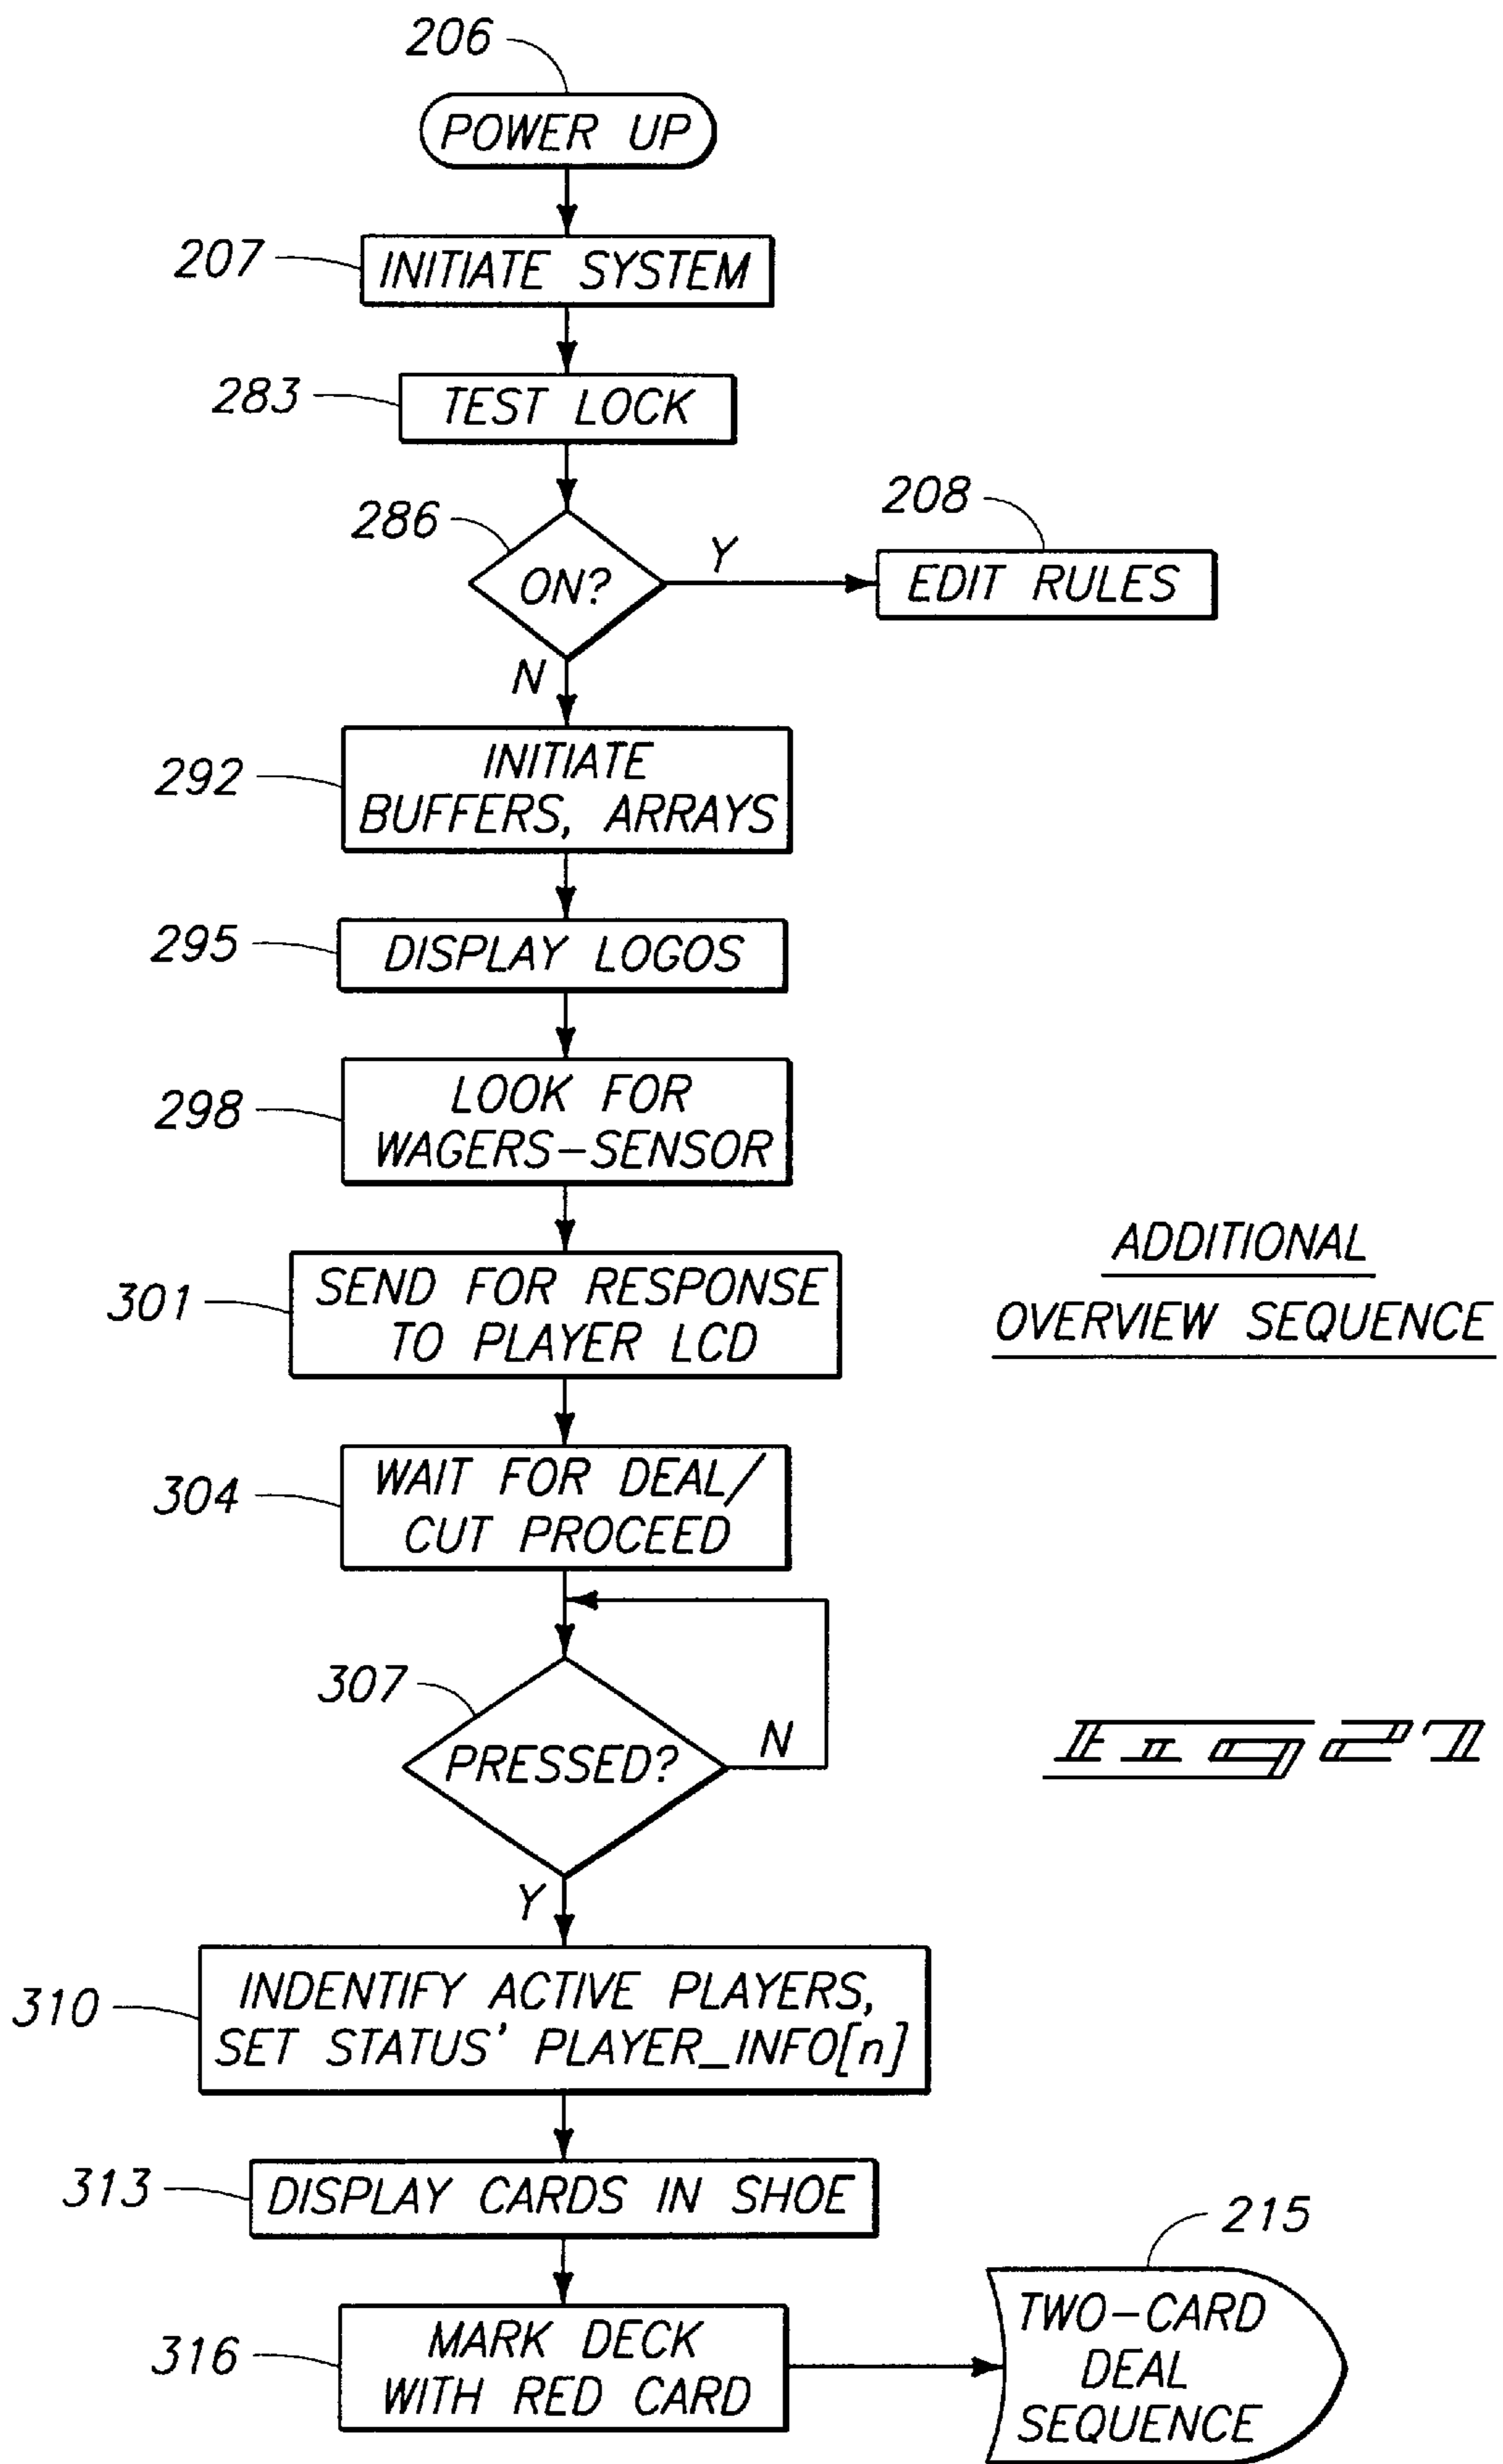 206
POWER UP
207
INITIATE SYSTEM
283
TEST LOCK
286
ON?
Y
208
EDIT RULES
N
292
INITIATE
BUFFERS, ARRAYS
295
DISPLAY LOGOS
298
LOOK FOR
WAGERS-SENSOR
301
SEND FOR RESPONSE
TO PLAYER LCD
ADDITIONAL
OVERVIEW SEQUENCE
304
WAIT FOR DEAL/
CUT PROCEED
307
PRESSED?
N
Fig 27
Y
310
INDENTIFY ACTIVE PLAYERS,
SET STATUS' PLAYER_INFO[n]
313
DISPLAY CARDS IN SHOE
316
MARK DECK
WITH RED CARD
215
TWO-CARD
DEAL
SEQUENCE